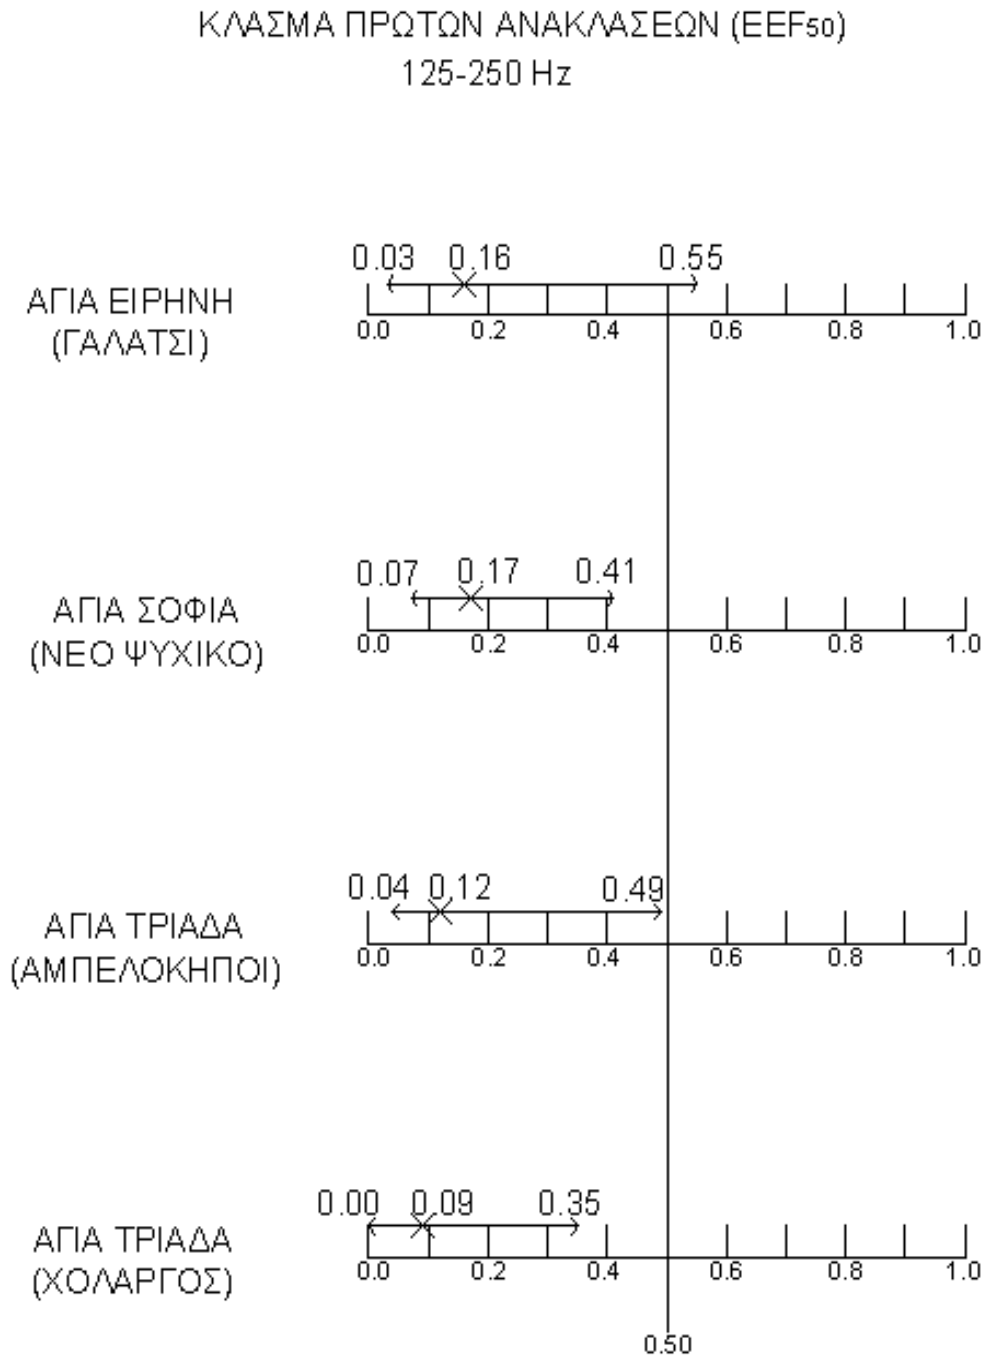 ΚΛΑΣΜΑ ΠΡΩΤΩΝ ΑΝΑΚΛΑΣΕΩΝ (EEF50)
125-250 Hz
0.03 0.16 0.55
ΑΓΙΑ ΕΙΡΗΝΗ
(ΓΑΛΑΤΣΙ)
0.0 0.2 0.4 0.6 0.8 1.0
0.07 0.17 0.41
ΑΓΙΑ ΣΟΦΙΑ
(ΝΕΟ ΨΥΧΙΚΟ)
0.0 0.2 0.4 0.6 0.8 1.0
0.04 0.12 0.49
ΑΓΙΑ ΤΡΙΑΔΑ
(ΑΜΠΕΛΟΚΗΠΟΙ)
0.0 0.2 0.4 0.6 0.8 1.0
0.00 0.09 0.35
ΑΓΙΑ ΤΡΙΑΔΑ
(ΧΟΛΑΡΓΟΣ)
0.0 0.2 0.4 0.6 0.8 1.0
0.50